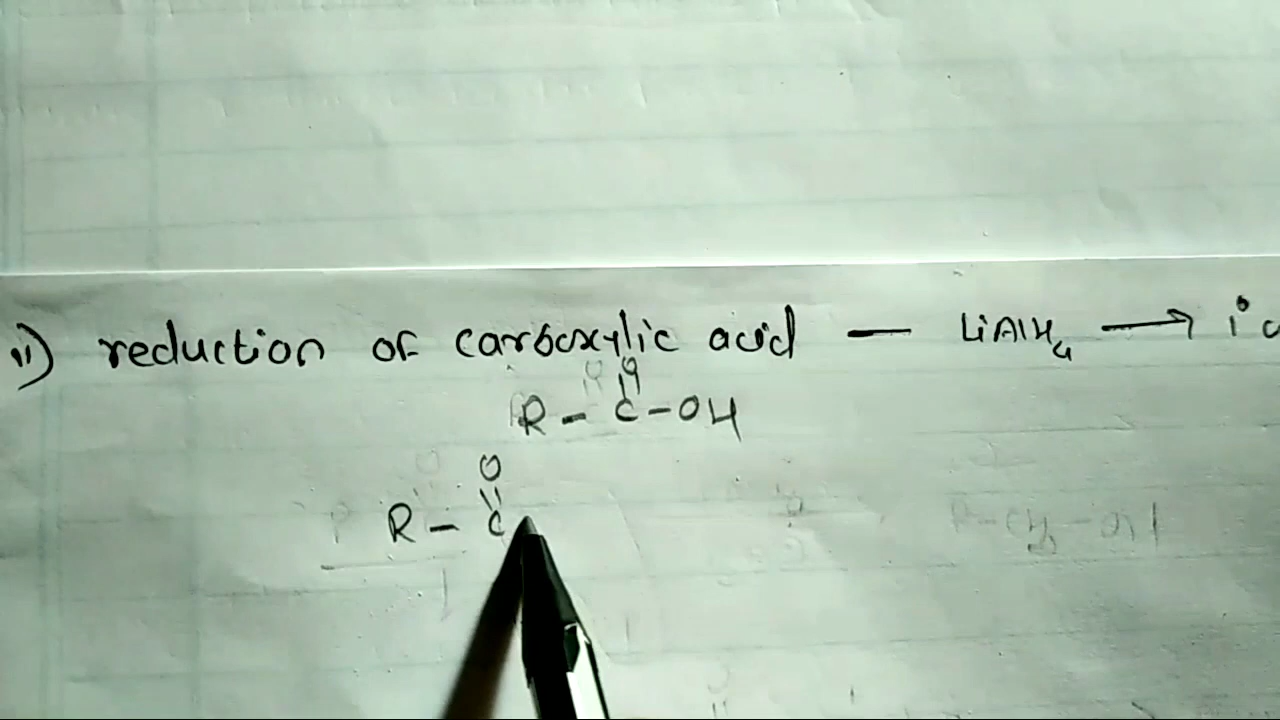 ii) reduction of carboxylic acid — LiAlH4 → 1°
O
R - C - OH
O
R - C